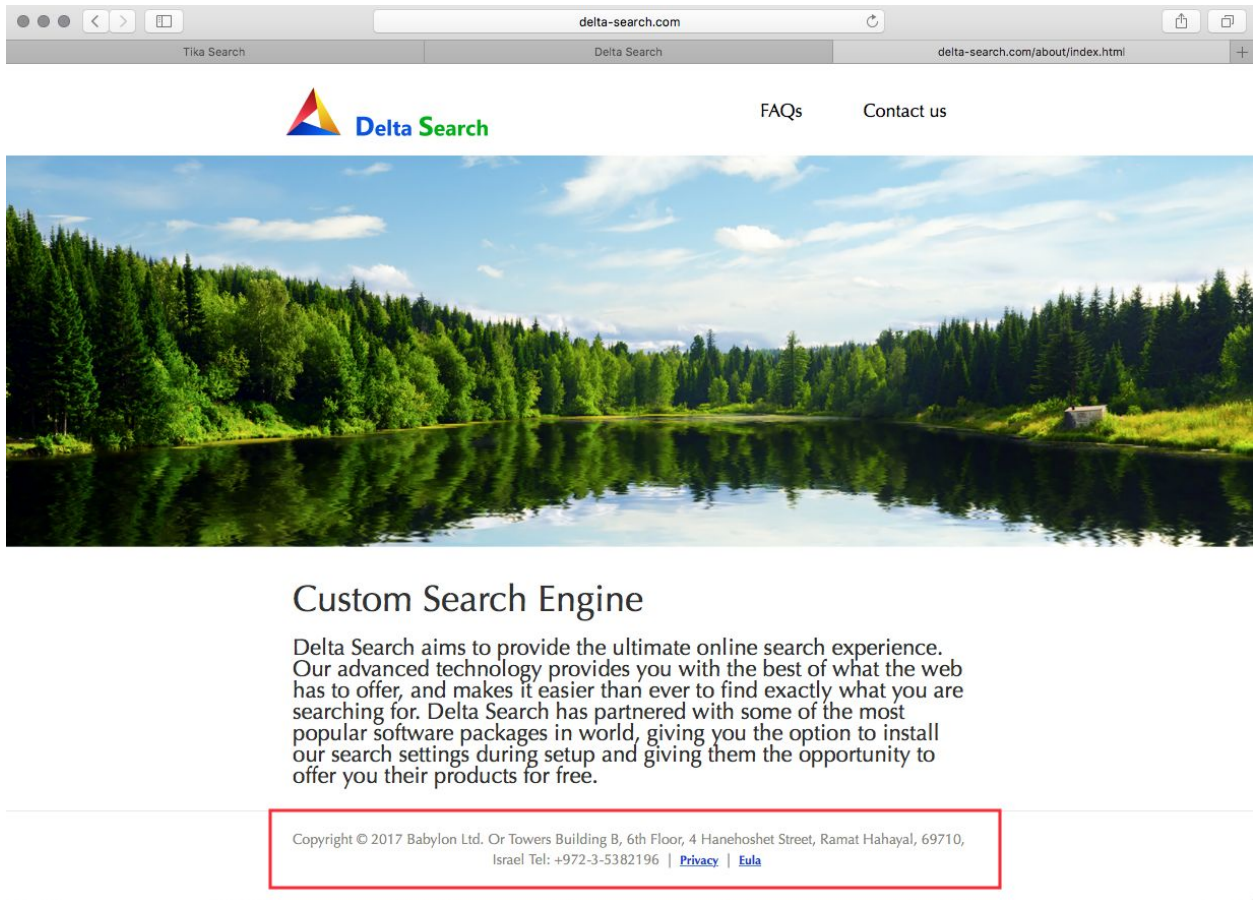 delta-search.com
Tika Search
Delta Search
delta-search.com/about/index.html
Delta Search
FAQs
Contact us
Custom Search Engine
Delta Search aims to provide the ultimate online search experience.
Our advanced technology provides you with the best of what the web
has to offer, and makes it easier than ever to find exactly what you are
searching for. Delta Search has partnered with some of the most
popular software packages in world, giving you the option to install
our search settings during setup and giving them the opportunity to
offer you their products for free.
Copyright © 2017 Babylon Ltd. Or Towers Building B, 6th Floor, 4 Hanehoshet Street, Ramat Hahayal, 69710,
Israel Tel: +972-3-5382196 | Privacy | Eula